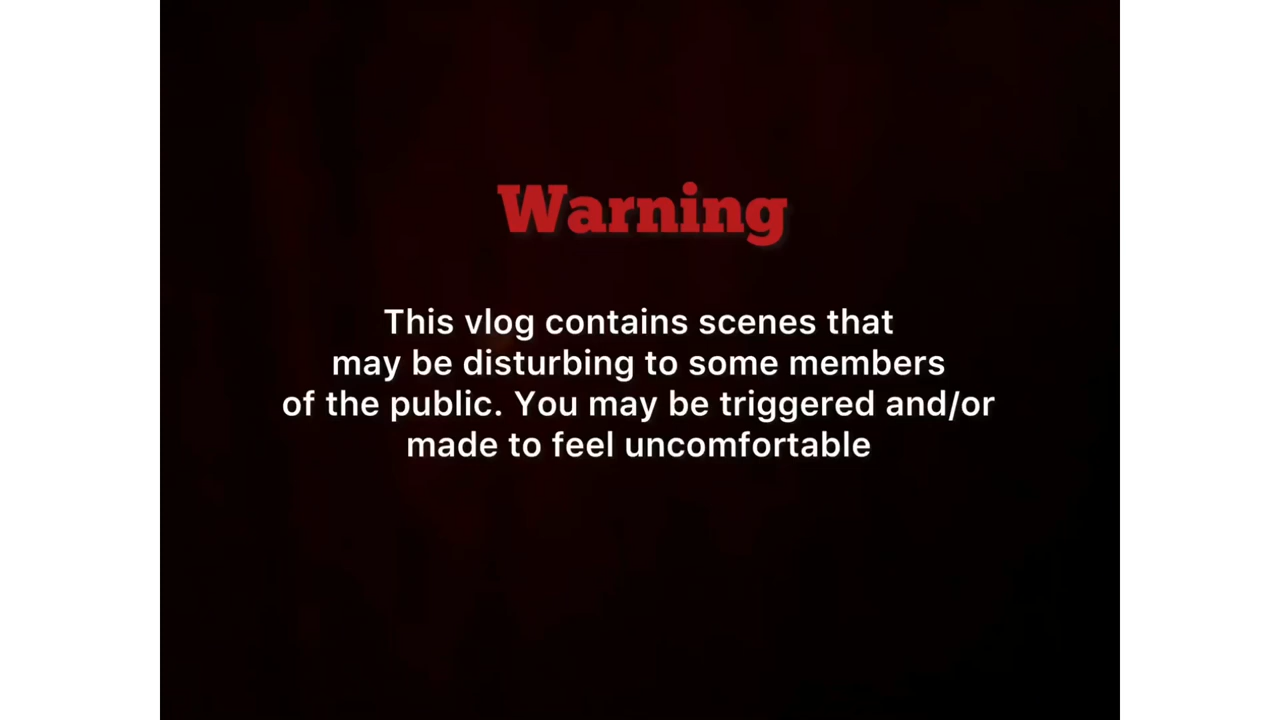 Warning
This vlog contains scenes that
may be disturbing to some members
of the public. You may be triggered and/or
made to feel uncomfortable